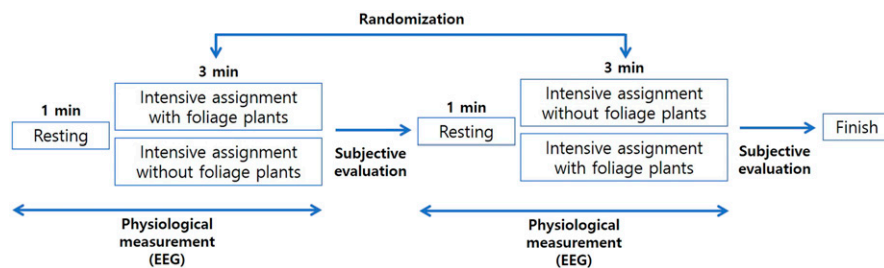 Randomization
3 min
1 min
Resting
Intensive assignment
with foliage plants
Intensive assignment
without foliage plants
Subjective
evaluation
Physiological
measurement
(EEG)
3 min
1 min
Resting
Intensive assignment
without foliage plants
Intensive assignment
with foliage plants
Subjective
evaluation
Finish
Physiological
measurement
(EEG)